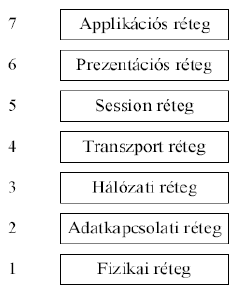 7 Applikációs réteg
6 Prezentációs réteg
5 Session réteg
4 Transzport réteg
3 Hálózati réteg
2 Adatkapcsolati réteg
1 Fizikai réteg